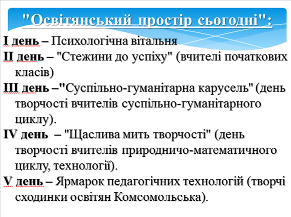 "Освітянський простір сьогодні":
I день – Психологічна вітальня
II день – "Стежини до успіху" (вчителі початкових
класів)
III день –"Суспільно-гуманітарна карусель" (день
творчості вчителів суспільно-гуманітарного
циклу).
IV день – "Щаслива мить творчості" (день
творчості вчителів природничо-математичного
циклу, технології).
V день – Ярмарок педагогічних технологій (творчі
сходинки освітян Комсомольська).